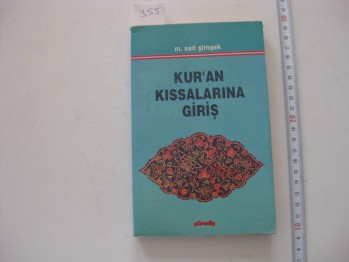 355
m. sait şimşek
KUR'AN
KISSALARINA
GİRİŞ
yöneliş